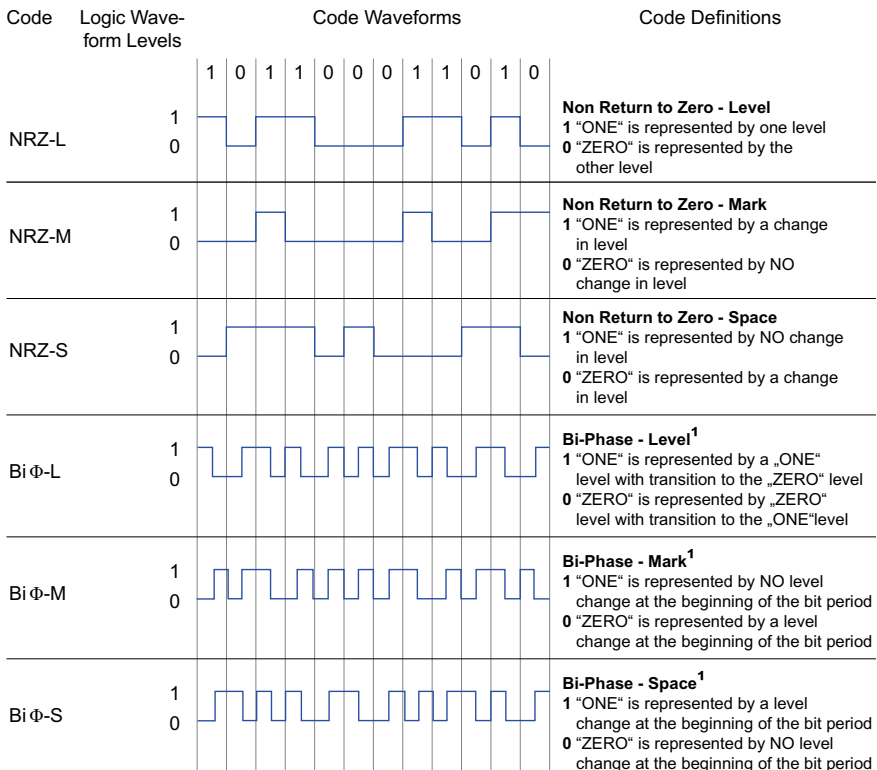 Code Logic Wave- Code Waveforms Code Definitions
form Levels
1 0 1 1 0 0 0 1 1 0 1 0
NRZ-L
1
0
Non Return to Zero - Level
1 “ONE“ is represented by one level
0 “ZERO“ is represented by the
other level
NRZ-M
1
0
Non Return to Zero - Mark
1 “ONE“ is represented by a change
in level
0 “ZERO“ is represented by NO
change in level
NRZ-S
1
0
Non Return to Zero - Space
1 “ONE“ is represented by NO change
in level
0 “ZERO“ is represented by a change
in level
Bi Φ-L
1
0
Bi-Phase - Level¹
1 “ONE“ is represented by a „ONE“
level with transition to the „ZERO“ level
0 “ZERO“ is represented by „ZERO“
level with transition to the „ONE“level
Bi Φ-M
1
0
Bi-Phase - Mark¹
1 “ONE“ is represented by NO level
change at the beginning of the bit period
0 “ZERO“ is represented by a level
change at the beginning of the bit period
Bi Φ-S
1
0
Bi-Phase - Space¹
1 “ONE“ is represented by a level
change at the beginning of the bit period
0 “ZERO“ is represented by NO level
change at the beginning of the bit period